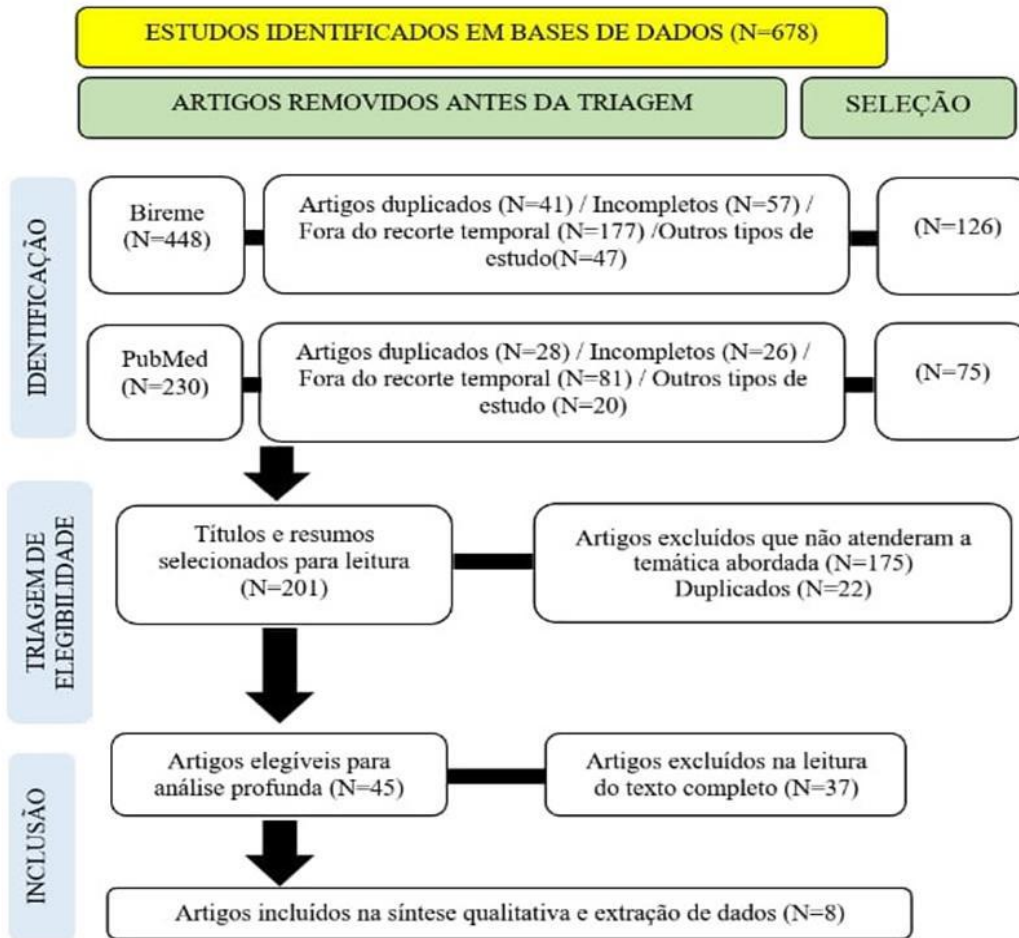 ESTUDOS IDENTIFICADOS EM BASES DE DADOS (N=678)
ARTIGOS REMOVIDOS ANTES DA TRIAGEM
SELEÇÃO
IDENTIFICAÇÃO
Bireme
(N=448)
Artigos duplicados (N=41) / Incompletos (N=57) /
Fora do recorte temporal (N=177) /Outros tipos de
estudo(N=47)
(N=126)
PubMed
(N=230)
Artigos duplicados (N=28) / Incompletos (N=26) /
Fora do recorte temporal (N=81) / Outros tipos de
estudo (N=20)
(N=75)
TRIAGEM DE
ELEGIBILIDADE
Títulos e resumos
selecionados para leitura
(N=201)
Artigos excluídos que não atenderam a
temática abordada (N=175)
Duplicados (N=22)
INCLUSÃO
Artigos elegíveis para
análise profunda (N=45)
Artigos excluídos na leitura
do texto completo (N=37)
Artigos incluídos na síntese qualitativa e extração de dados (N=8)